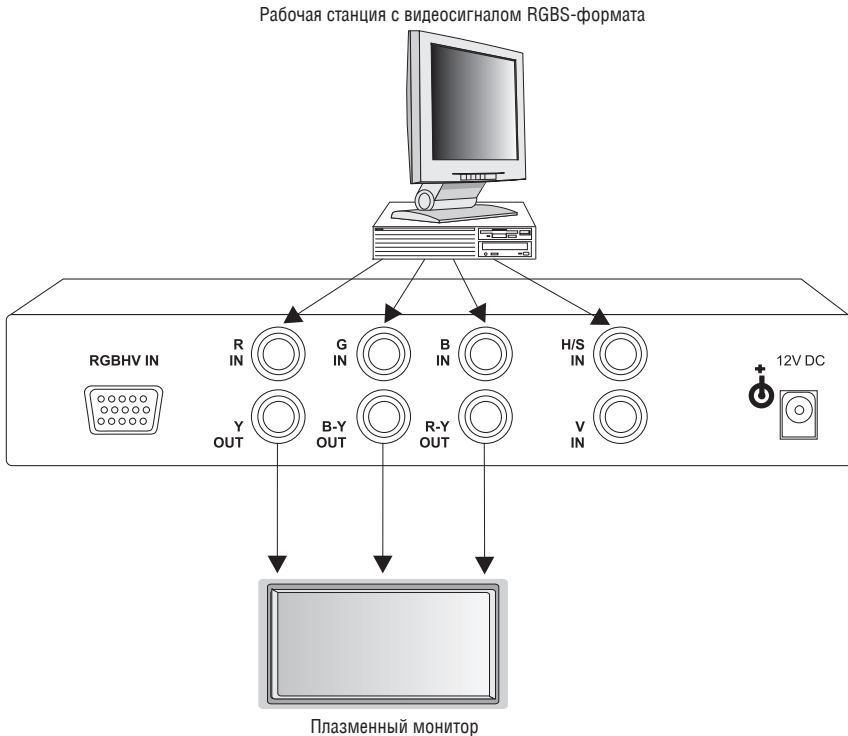 Рабочая станция с видеосигналом RGBS-формата
RGBHV IN
R
IN
G
IN
B
IN
H/S
IN
+
12V DC
Y
OUT
B-Y
OUT
R-Y
OUT
V
IN
Плазменный монитор